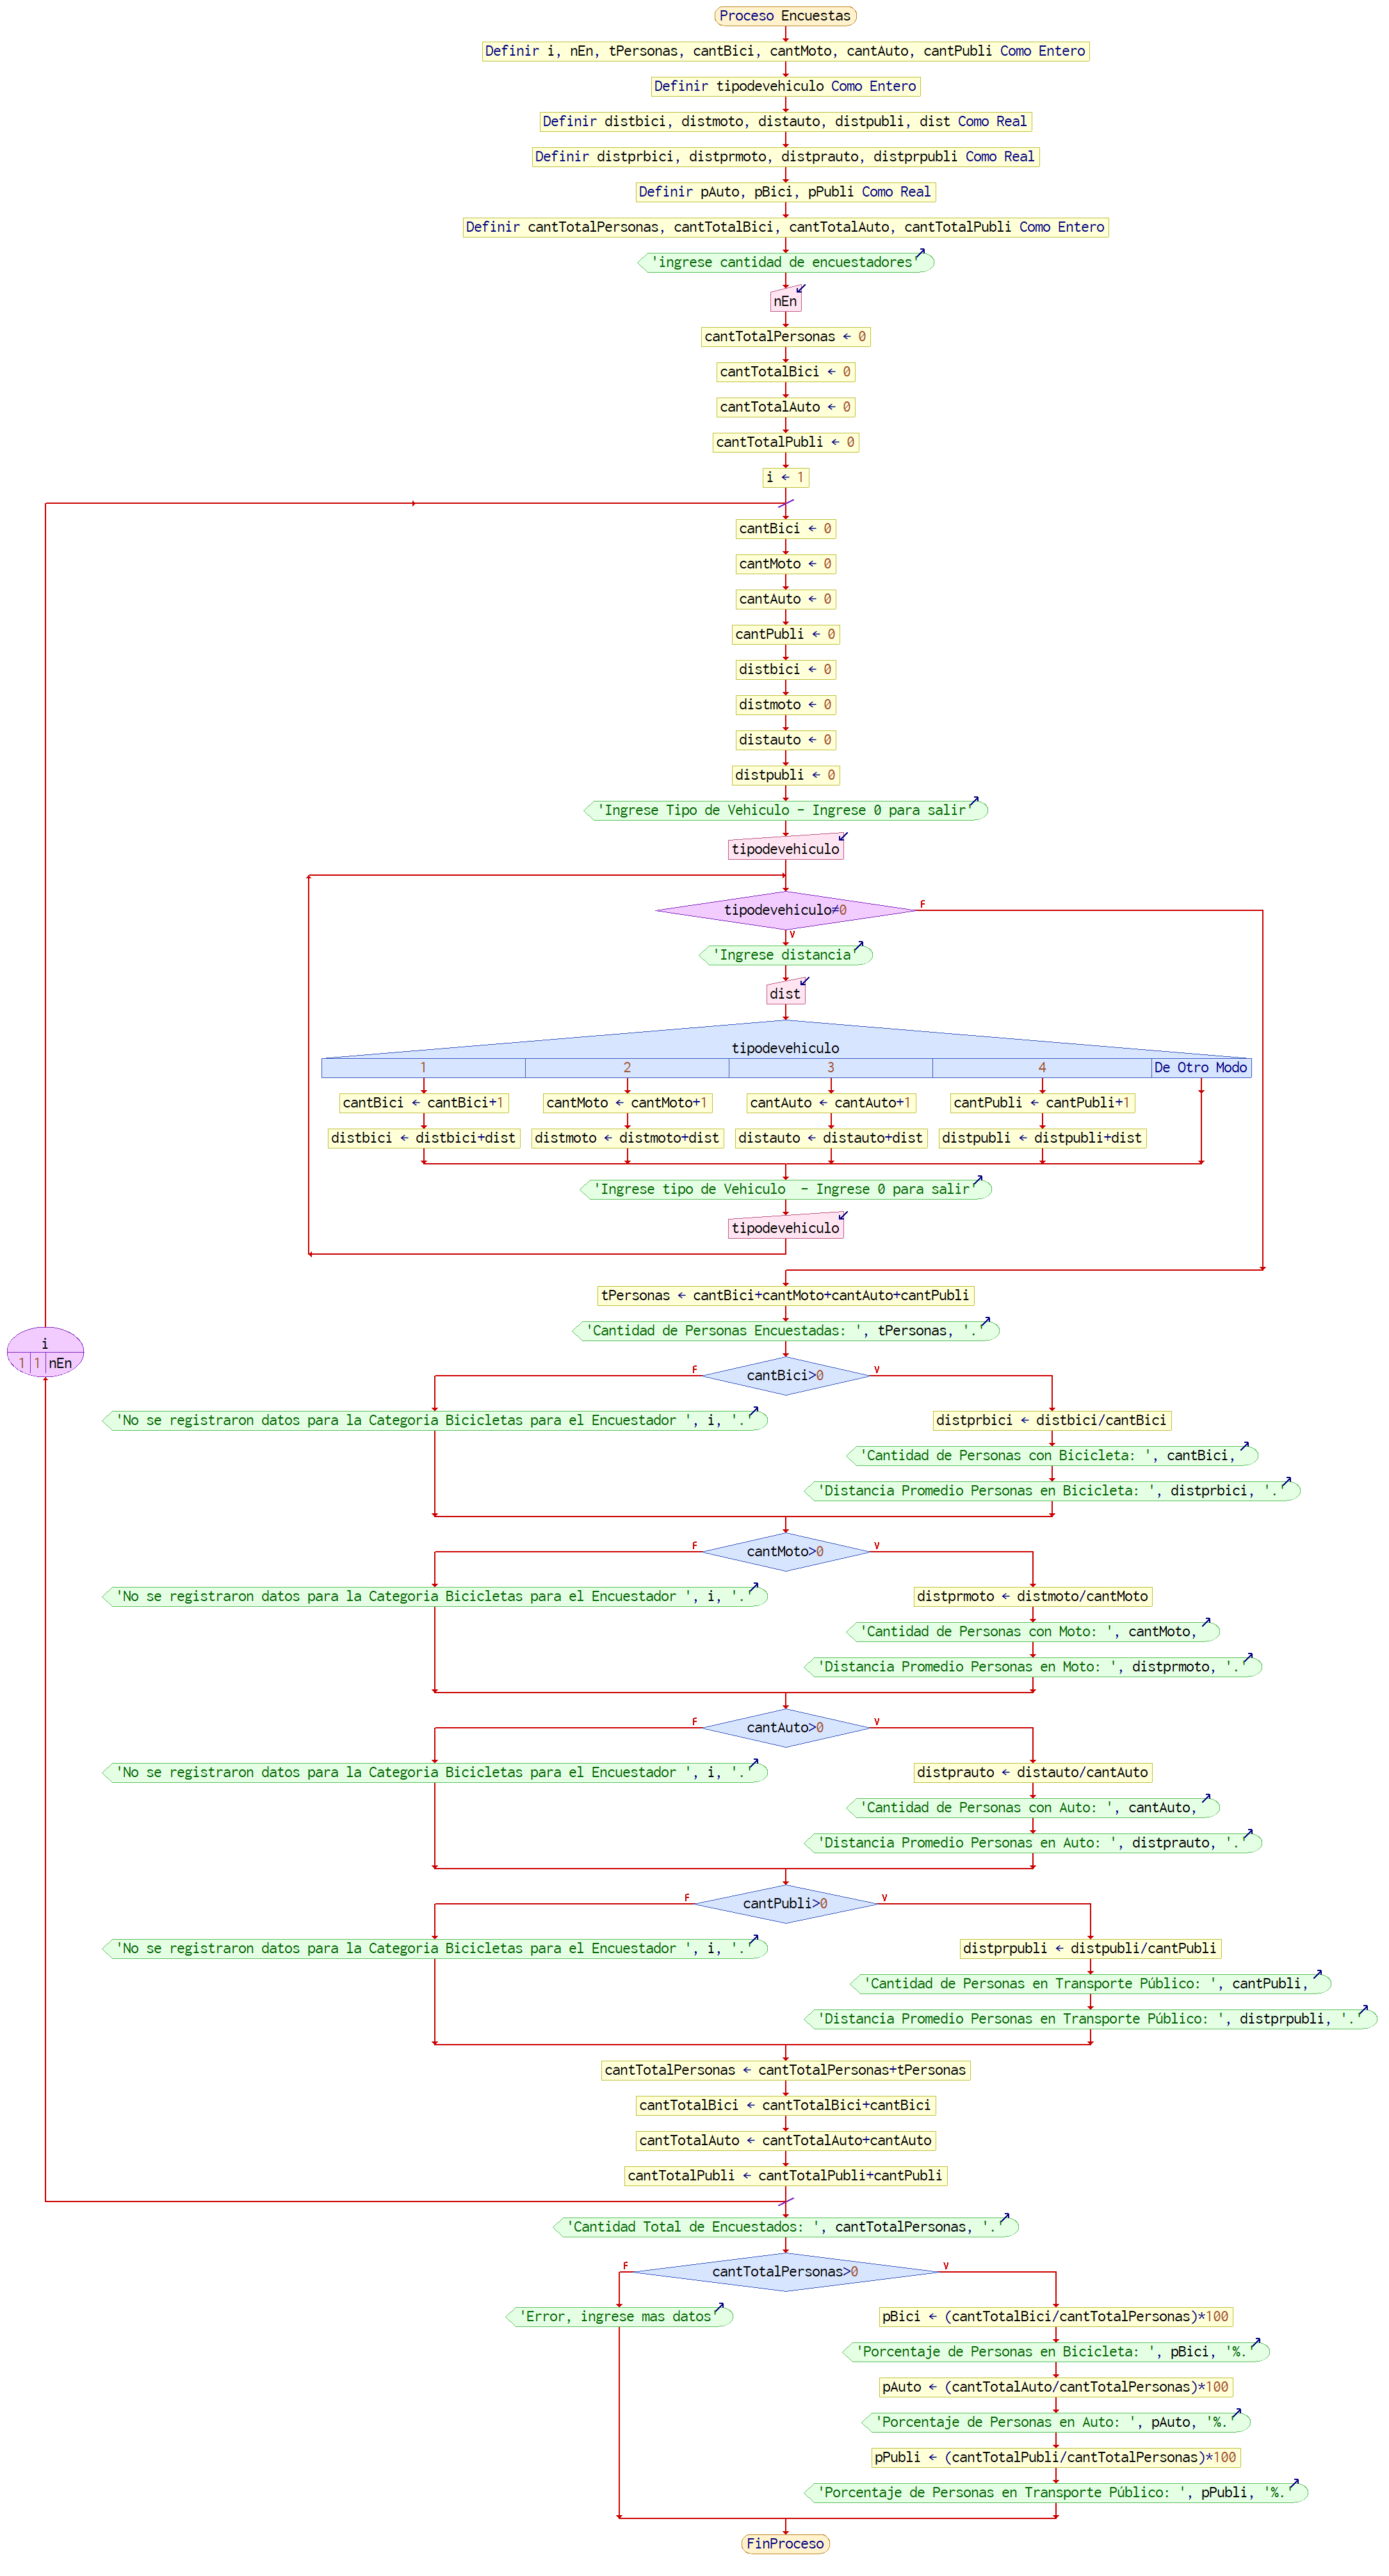 Proceso Encuestas
Definir i, nEn, tPersonas, cantBici, cantMoto, cantAuto, cantPubli Como Entero
Definir tipodevehiculo Como Entero
Definir distbici, distmoto, distauto, distpubli, dist Como Real
Definir distprbici, distprmoto, distprauto, distprpubli Como Real
Definir pAuto, pBici, pPubli Como Real
Definir cantTotalPersonas, cantTotalBici, cantTotalAuto, cantTotalPubli Como Entero
'ingrese cantidad de encuestadores'
nEn
cantTotalPersonas ← 0
cantTotalBici ← 0
cantTotalAuto ← 0
cantTotalPubli ← 0
i ← 1
cantBici ← 0
cantMoto ← 0
cantAuto ← 0
cantPubli ← 0
distbici ← 0
distmoto ← 0
distauto ← 0
distpubli ← 0
'Ingrese Tipo de Vehiculo - Ingrese 0 para salir'
tipodevehiculo
tipodevehiculo≠0
F
V
'Ingrese distancia'
dist
tipodevehiculo
1 2 3 4 De Otro Modo
cantBici ← cantBici+1 cantMoto ← cantMoto+1 cantAuto ← cantAuto+1 cantPubli ← cantPubli+1
distbici ← distbici+dist distmoto ← distmoto+dist distauto ← distauto+dist distpubli ← distpubli+dist
'Ingrese tipo de Vehiculo  - Ingrese 0 para salir'
tipodevehiculo
tPersonas ← cantBici+cantMoto+cantAuto+cantPubli
'Cantidad de Personas Encuestadas: ', tPersonas, '.'
i
1 1 nEn
F cantBici>0 V
'No se registraron datos para la Categoria Bicicletas para el Encuestador ', i, '.' distprbici ← distbici/cantBici
'Cantidad de Personas con Bicicleta: ', cantBici,
'Distancia Promedio Personas en Bicicleta: ', distprbici, '.'
F cantMoto>0 V
'No se registraron datos para la Categoria Bicicletas para el Encuestador ', i, '.' distprmoto ← distmoto/cantMoto
'Cantidad de Personas con Moto: ', cantMoto,
'Distancia Promedio Personas en Moto: ', distprmoto, '.'
F cantAuto>0 V
'No se registraron datos para la Categoria Bicicletas para el Encuestador ', i, '.' distprauto ← distauto/cantAuto
'Cantidad de Personas con Auto: ', cantAuto,
'Distancia Promedio Personas en Auto: ', distprauto, '.'
F cantPubli>0 V
'No se registraron datos para la Categoria Bicicletas para el Encuestador ', i, '.' distprpubli ← distpubli/cantPubli
'Cantidad de Personas en Transporte Público: ', cantPubli,
'Distancia Promedio Personas en Transporte Público: ', distprpubli, '.'
cantTotalPersonas ← cantTotalPersonas+tPersonas
cantTotalBici ← cantTotalBici+cantBici
cantTotalAuto ← cantTotalAuto+cantAuto
cantTotalPubli ← cantTotalPubli+cantPubli
'Cantidad Total de Encuestados: ', cantTotalPersonas, '.'
F cantTotalPersonas>0 V
'Error, ingrese mas datos' pBici ← (cantTotalBici/cantTotalPersonas)*100
'Porcentaje de Personas en Bicicleta: ', pBici, '%.'
pAuto ← (cantTotalAuto/cantTotalPersonas)*100
'Porcentaje de Personas en Auto: ', pAuto, '%.'
pPubli ← (cantTotalPubli/cantTotalPersonas)*100
'Porcentaje de Personas en Transporte Público: ', pPubli, '%.'
FinProceso